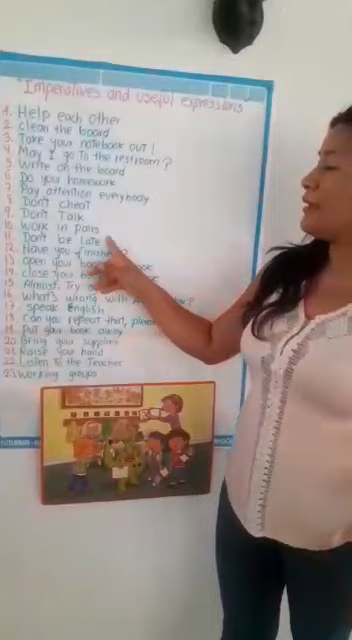 "Imperatives and useful expressions
1. Help each other
2. clean the board
3. Take your notebook out!
4. May I go to the restroom?
5. Write on the board
6. Do your homework
7. Pay attention everybody
8. Don't cheat
9. Don't Talk
10. Work in pairs
11. Don't be late
12. Have you finished?
13. open your book
14. close your
15. Almost. Try
16. what's wrong with
17. speak English
18. Can you repeat that, please
19. put your book away
20. Bring your supplies
21. Raise your hand
22. Listen to the Teacher
23. Working groups